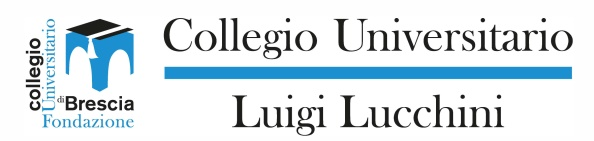 collegio
Universitario
di Brescia
Fondazione
Collegio Universitario
Luigi Lucchini